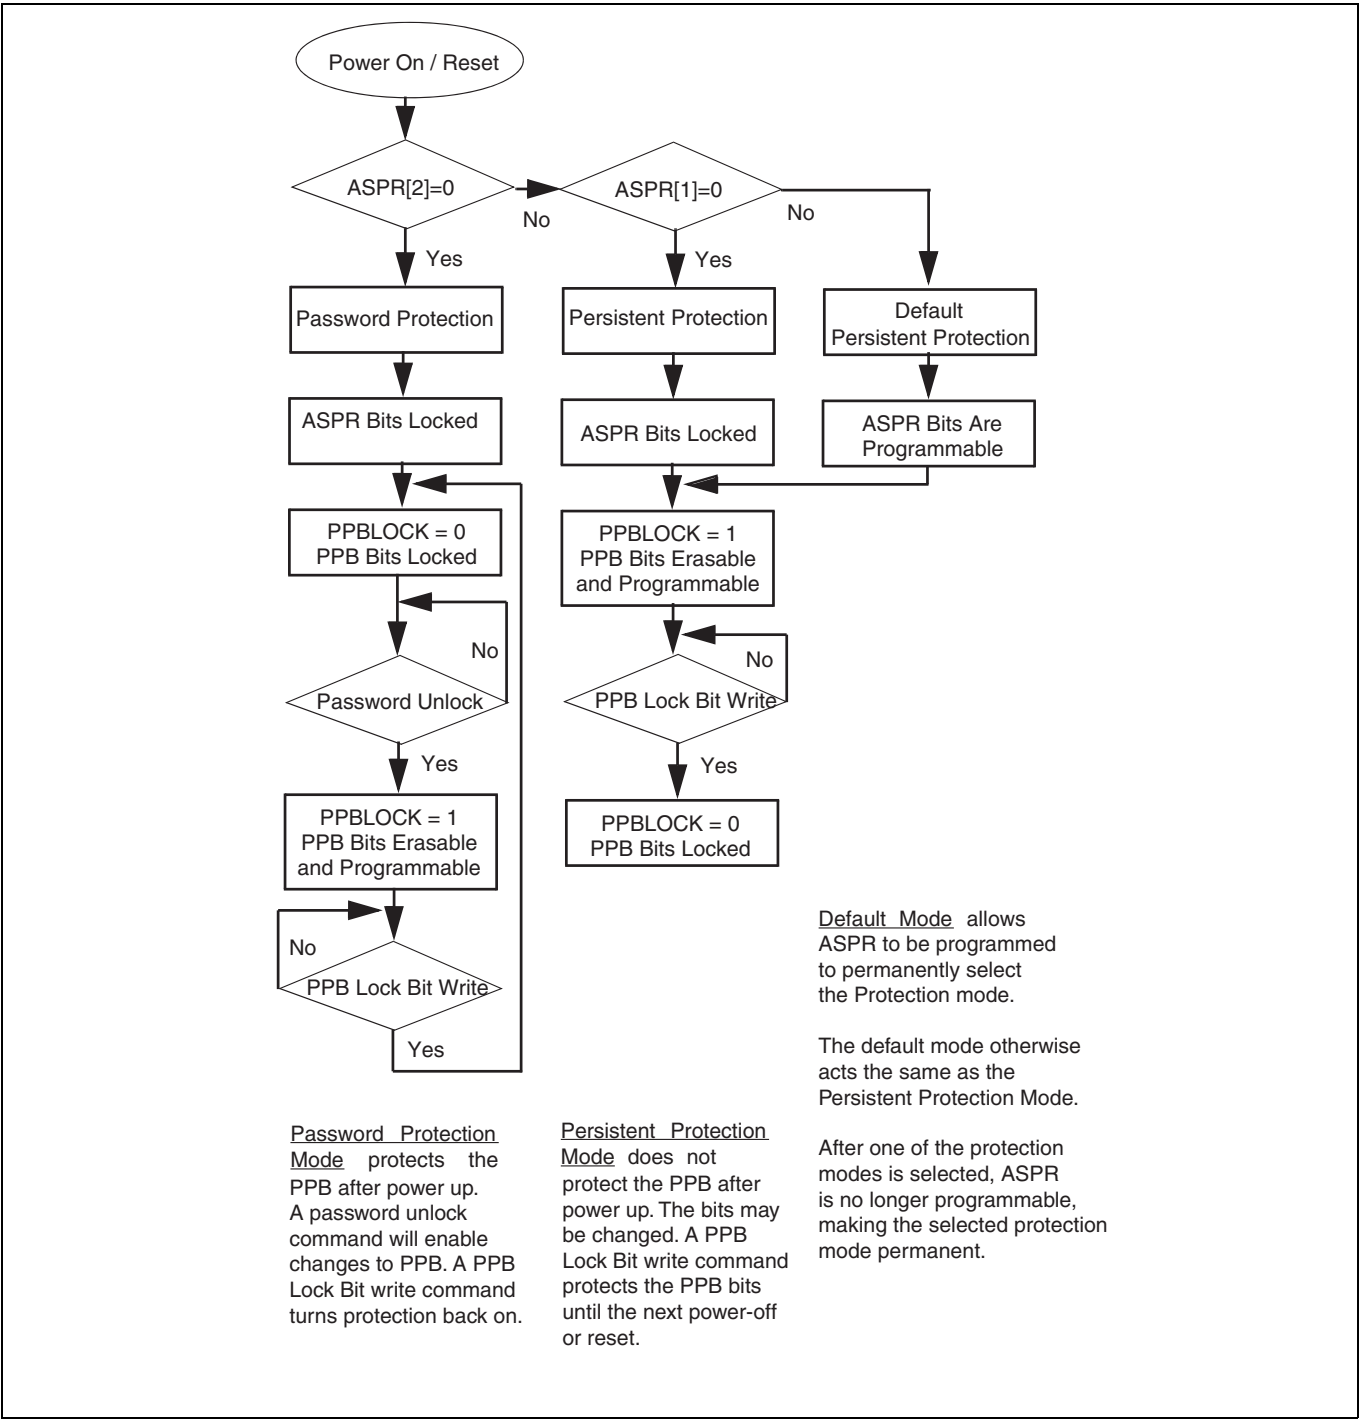 Power On / Reset
ASPR[2]=0
No
ASPR[1]=0
No
Yes
Yes
Password Protection
Persistent Protection
Default
Persistent Protection
ASPR Bits Locked
ASPR Bits Locked
ASPR Bits Are
Programmable
PPBLOCK = 0
PPB Bits Locked
PPBLOCK = 1
PPB Bits Erasable
and Programmable
No
Password Unlock
No
PPB Lock Bit Write
Yes
Yes
PPBLOCK = 1
PPB Bits Erasable
and Programmable
PPBLOCK = 0
PPB Bits Locked
No
PPB Lock Bit Write
Yes
Default Mode allows
ASPR to be programmed
to permanently select
the Protection mode.
The default mode otherwise
acts the same as the
Persistent Protection Mode.
After one of the protection
modes is selected, ASPR
is no longer programmable,
making the selected protection
mode permanent.
Password Protection
Mode protects the
PPB after power up.
A password unlock
command will enable
changes to PPB. A PPB
Lock Bit write command
turns protection back on.
Persistent Protection
Mode does not
protect the PPB after
power up. The bits may
be changed. A PPB
Lock Bit write command
protects the PPB bits
until the next power-off
or reset.